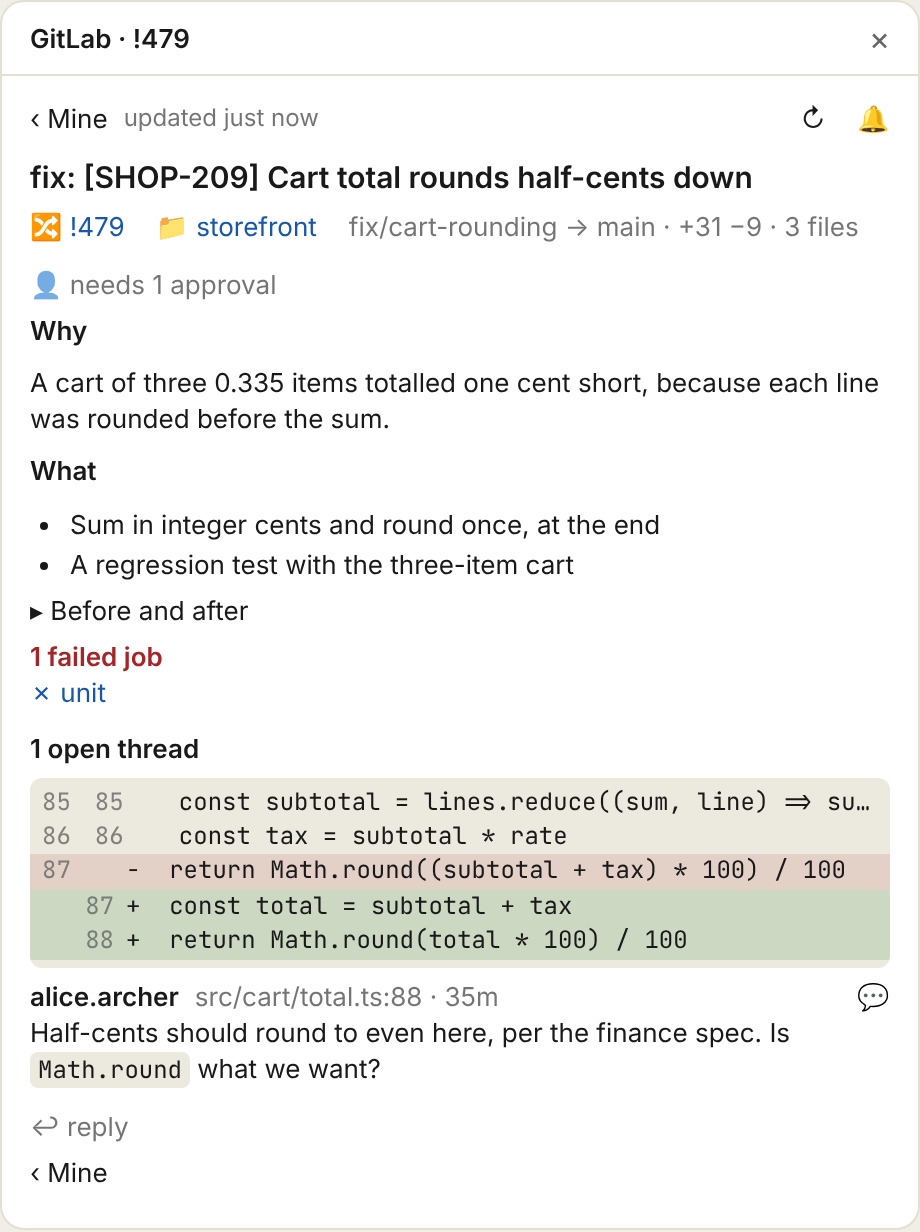 GitLab · !479
×
‹ Mine updated just now
fix: [SHOP-209] Cart total rounds half-cents down
!479 storefront fix/cart-rounding → main · +31 −9 · 3 files
needs 1 approval
Why
A cart of three 0.335 items totalled one cent short, because each line
was rounded before the sum.
What
• Sum in integer cents and round once, at the end
• A regression test with the three-item cart
▸ Before and after
1 failed job
× unit
1 open thread
85 85 const subtotal = lines.reduce((sum, line) => su…
86 86 const tax = subtotal * rate
87 - return Math.round((subtotal + tax) * 100) / 100
87 + const total = subtotal + tax
88 + return Math.round(total * 100) / 100
alice.archer src/cart/total.ts:88 · 35m
Half-cents should round to even here, per the finance spec. Is
Math.round what we want?
↩ reply
‹ Mine